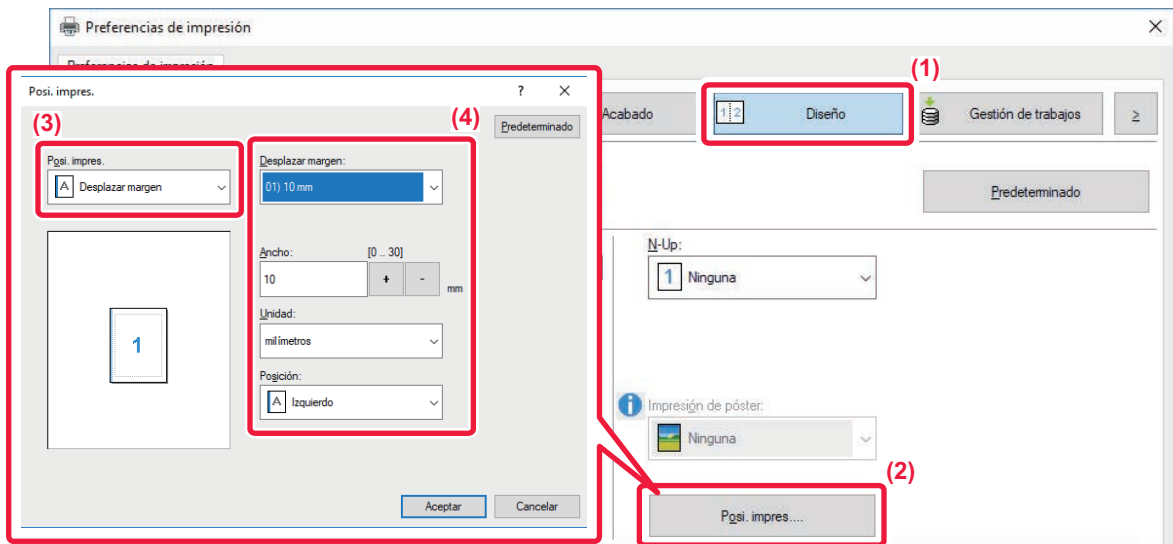 Preferencias de impresión
Preferencias de impresión
(1)
Acabado
Diseño
Gestión de trabajos
>
Predeterminado
N-Up:
1 Ninguna
Impresión de póster:
Ninguna
(2)
Posi. impres....
Posi. impres.
? X
(3)
(4)
Predeterminado
Posi. impres.
A Desplazar margen
Desplazar margen:
01) 10 mm
Ancho: [0 .. 30]
10 + - mm
1
Unidad:
milímetros
Posición:
A Izquierdo
Aceptar Cancelar